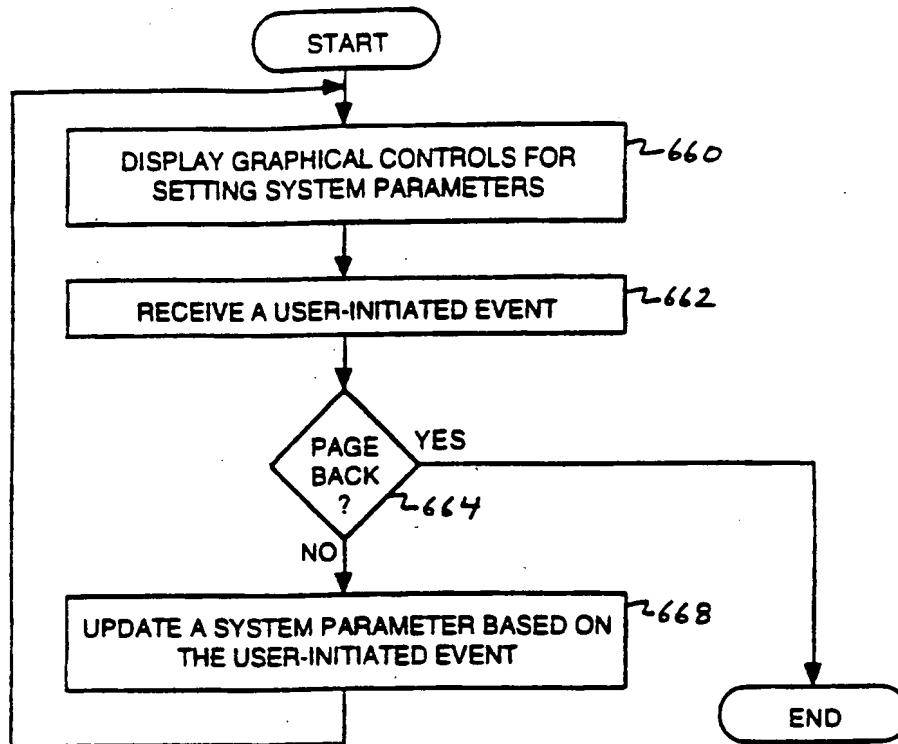 START
DISPLAY GRAPHICAL CONTROLS FOR
SETTING SYSTEM PARAMETERS
660
RECEIVE A USER-INITIATED EVENT
662
PAGE
BACK
?
YES
664
NO
UPDATE A SYSTEM PARAMETER BASED ON
THE USER-INITIATED EVENT
668
END